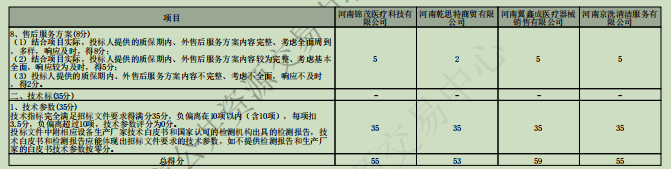 项目 河南锦茂医疗科技有限公司 河南乾思特商贸有限公司 河南翼鑫成医疗器械销售有限公司 河南京洗清洁服务有限公司
8、售后服务方案(8分)
（1）结合项目实际，投标人提供的质保期内、外售后服务方案内容完整、考虑全面周到
，多样，响应及时，得8分；
（2）结合项目实际，投标人提供的质保期内、外售后服务方案内容较为完整、考虑基本
全面，响应较为及时，得5分；
（3）投标人提供的质保期内、外售后服务方案内容不完整、考虑不全面，响应不及时
，得2分。
5 2 5 5
二、技术标(35分) － － － －
1、技术参数(35分)
技术指标完全满足招标文件要求得满分35分，负偏离在10项以内（含10项），每项扣
3.5分，负偏离超过10项，技术参数评分为0分。
投标文件中附相应设备生产厂家技术白皮书和国家认可的检测机构出具的检测报告，技
术白皮书和检测报告应能体现出招标文件要求的技术参数，如不提供检测报告和生产厂
家的白皮书技术参数按零分。
35 35 35 35
总得分 55 53 59 55